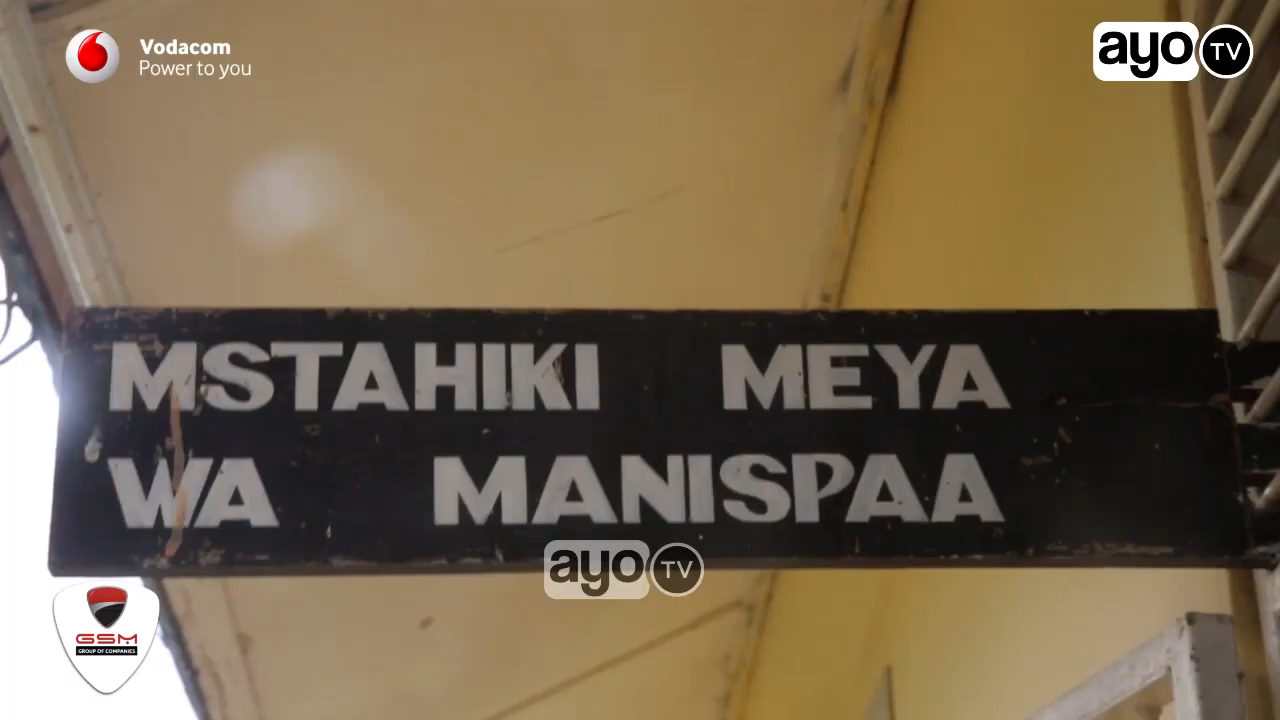 Vodacom
Power to you
ayo TV
MSTAHIKI MEYA
WA MANISPAA
ayo TV
GSM
GROUP OF COMPANIES